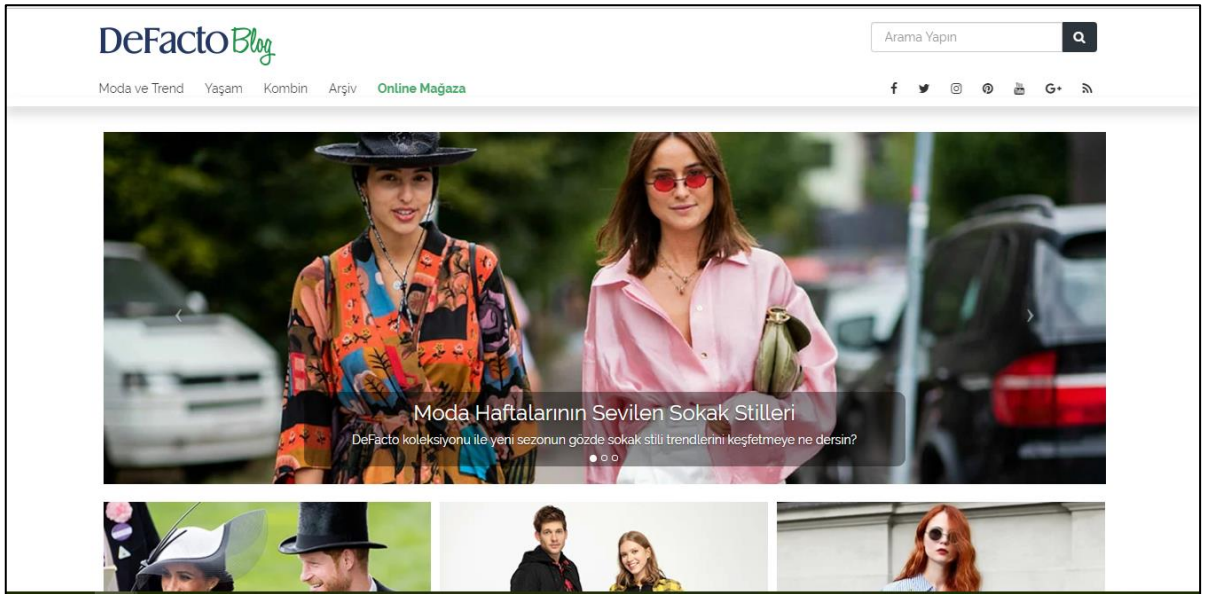 DeFacto Blog
Arama Yapın
Moda ve Trend Yaşam Kombin Arşiv Online Mağaza
Moda Haftalarının Sevilen Sokak Stilleri
DeFacto koleksiyonu ile yeni sezonun gözde sokak stili trendlerini keşfetmeye ne dersin?